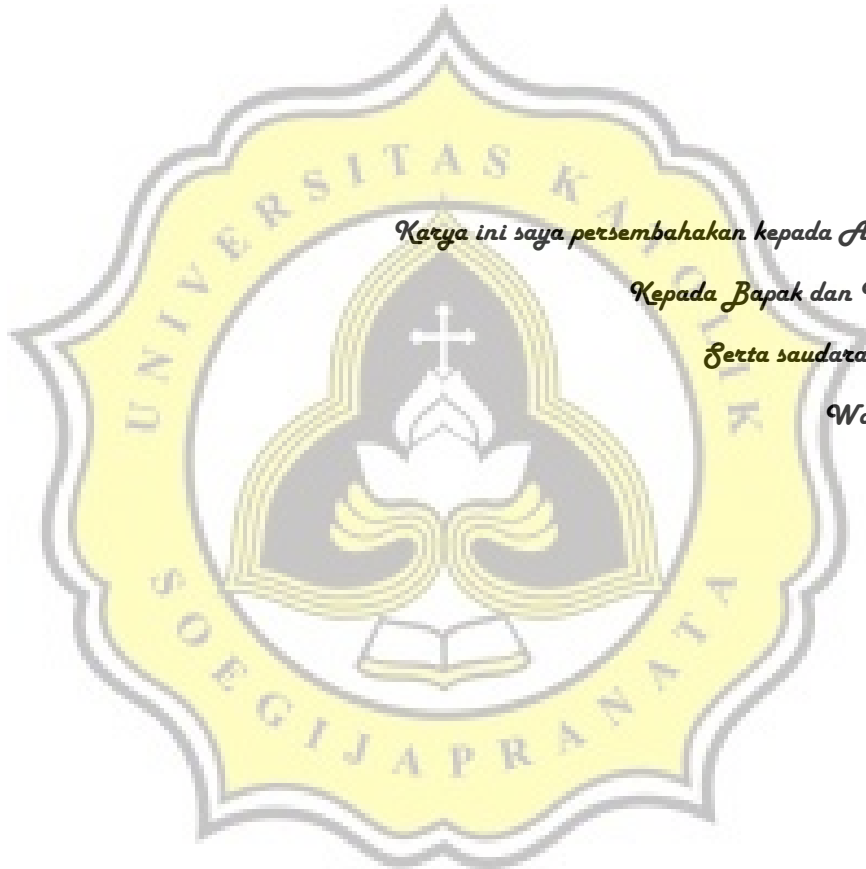 UNIVERSITAS KATOLIK
Karya ini saya persembahakan kepada
Kepada Bapak dan
Serta saudara
SOEGIJAPRANATA